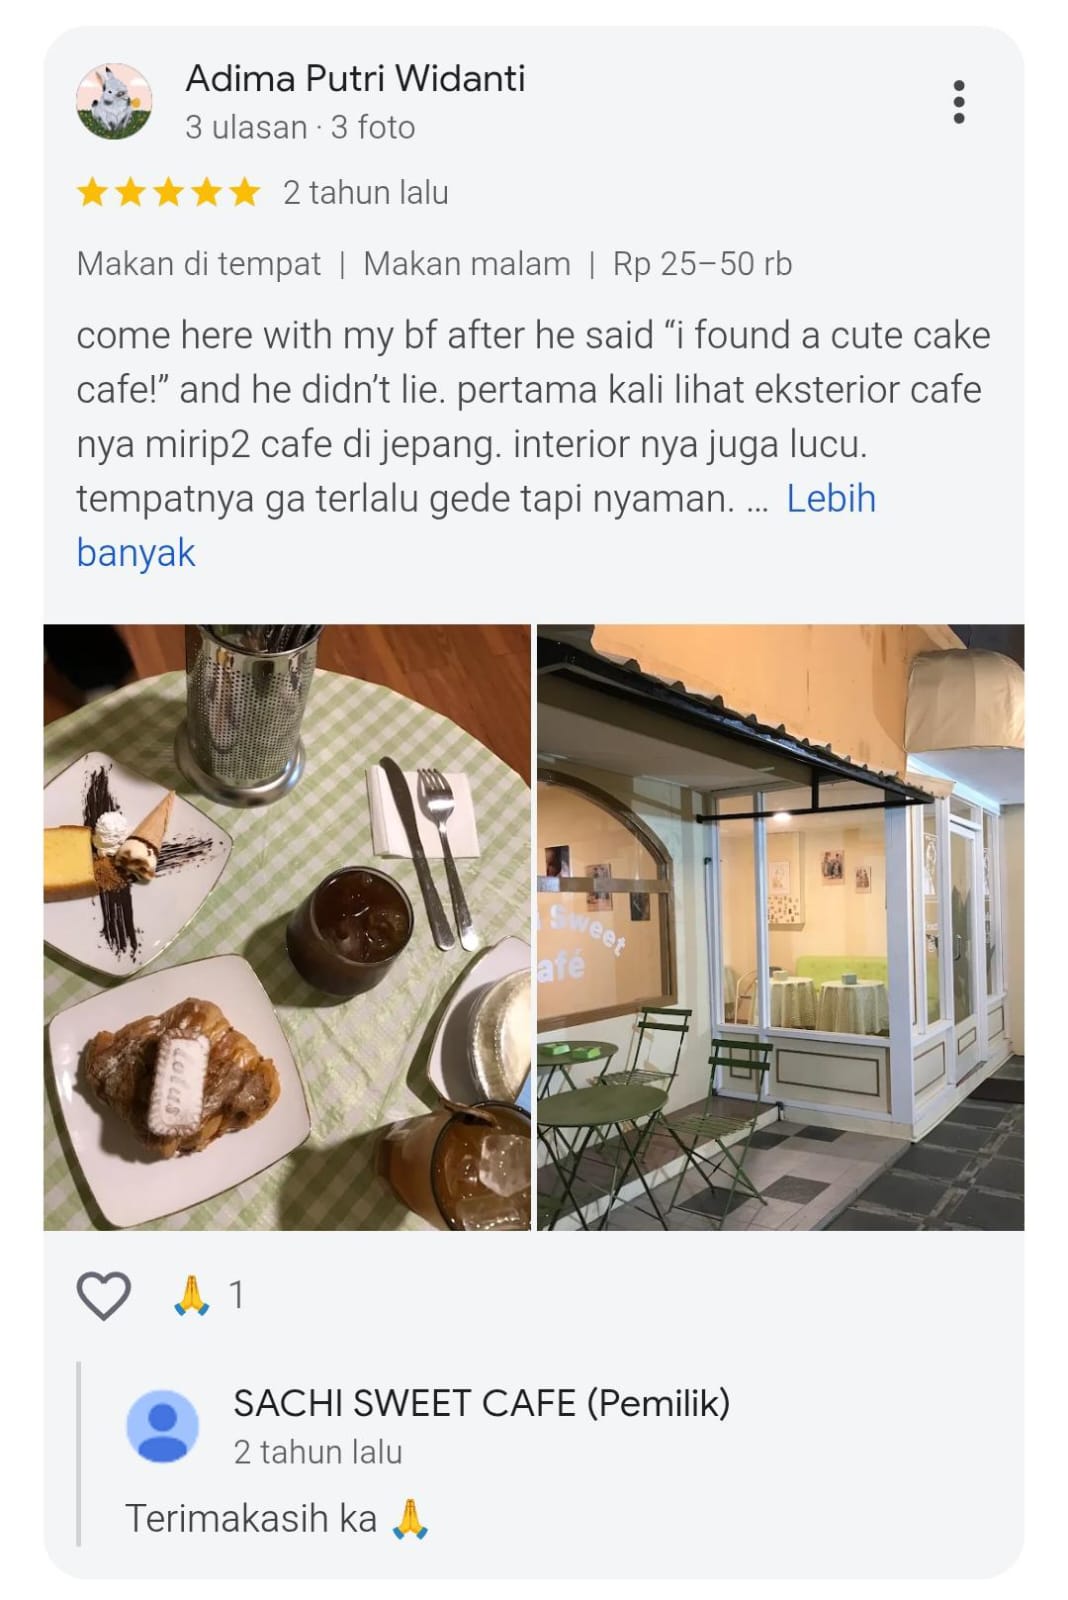 Adima Putri Widanti
3 ulasan · 3 foto
2 tahun lalu
Makan di tempat | Makan malam | Rp 25–50 rb
come here with my bf after he said “i found a cute cake
cafe!” and he didn’t lie. pertama kali lihat eksterior cafe
nya mirip2 cafe di jepang. interior nya juga lucu.
tempatnya ga terlalu gede tapi nyaman. ... Lebih
banyak
lotus
Sweet
afé
🙏 1
SACHI SWEET CAFE (Pemilik)
2 tahun lalu
Terimakasih ka 🙏